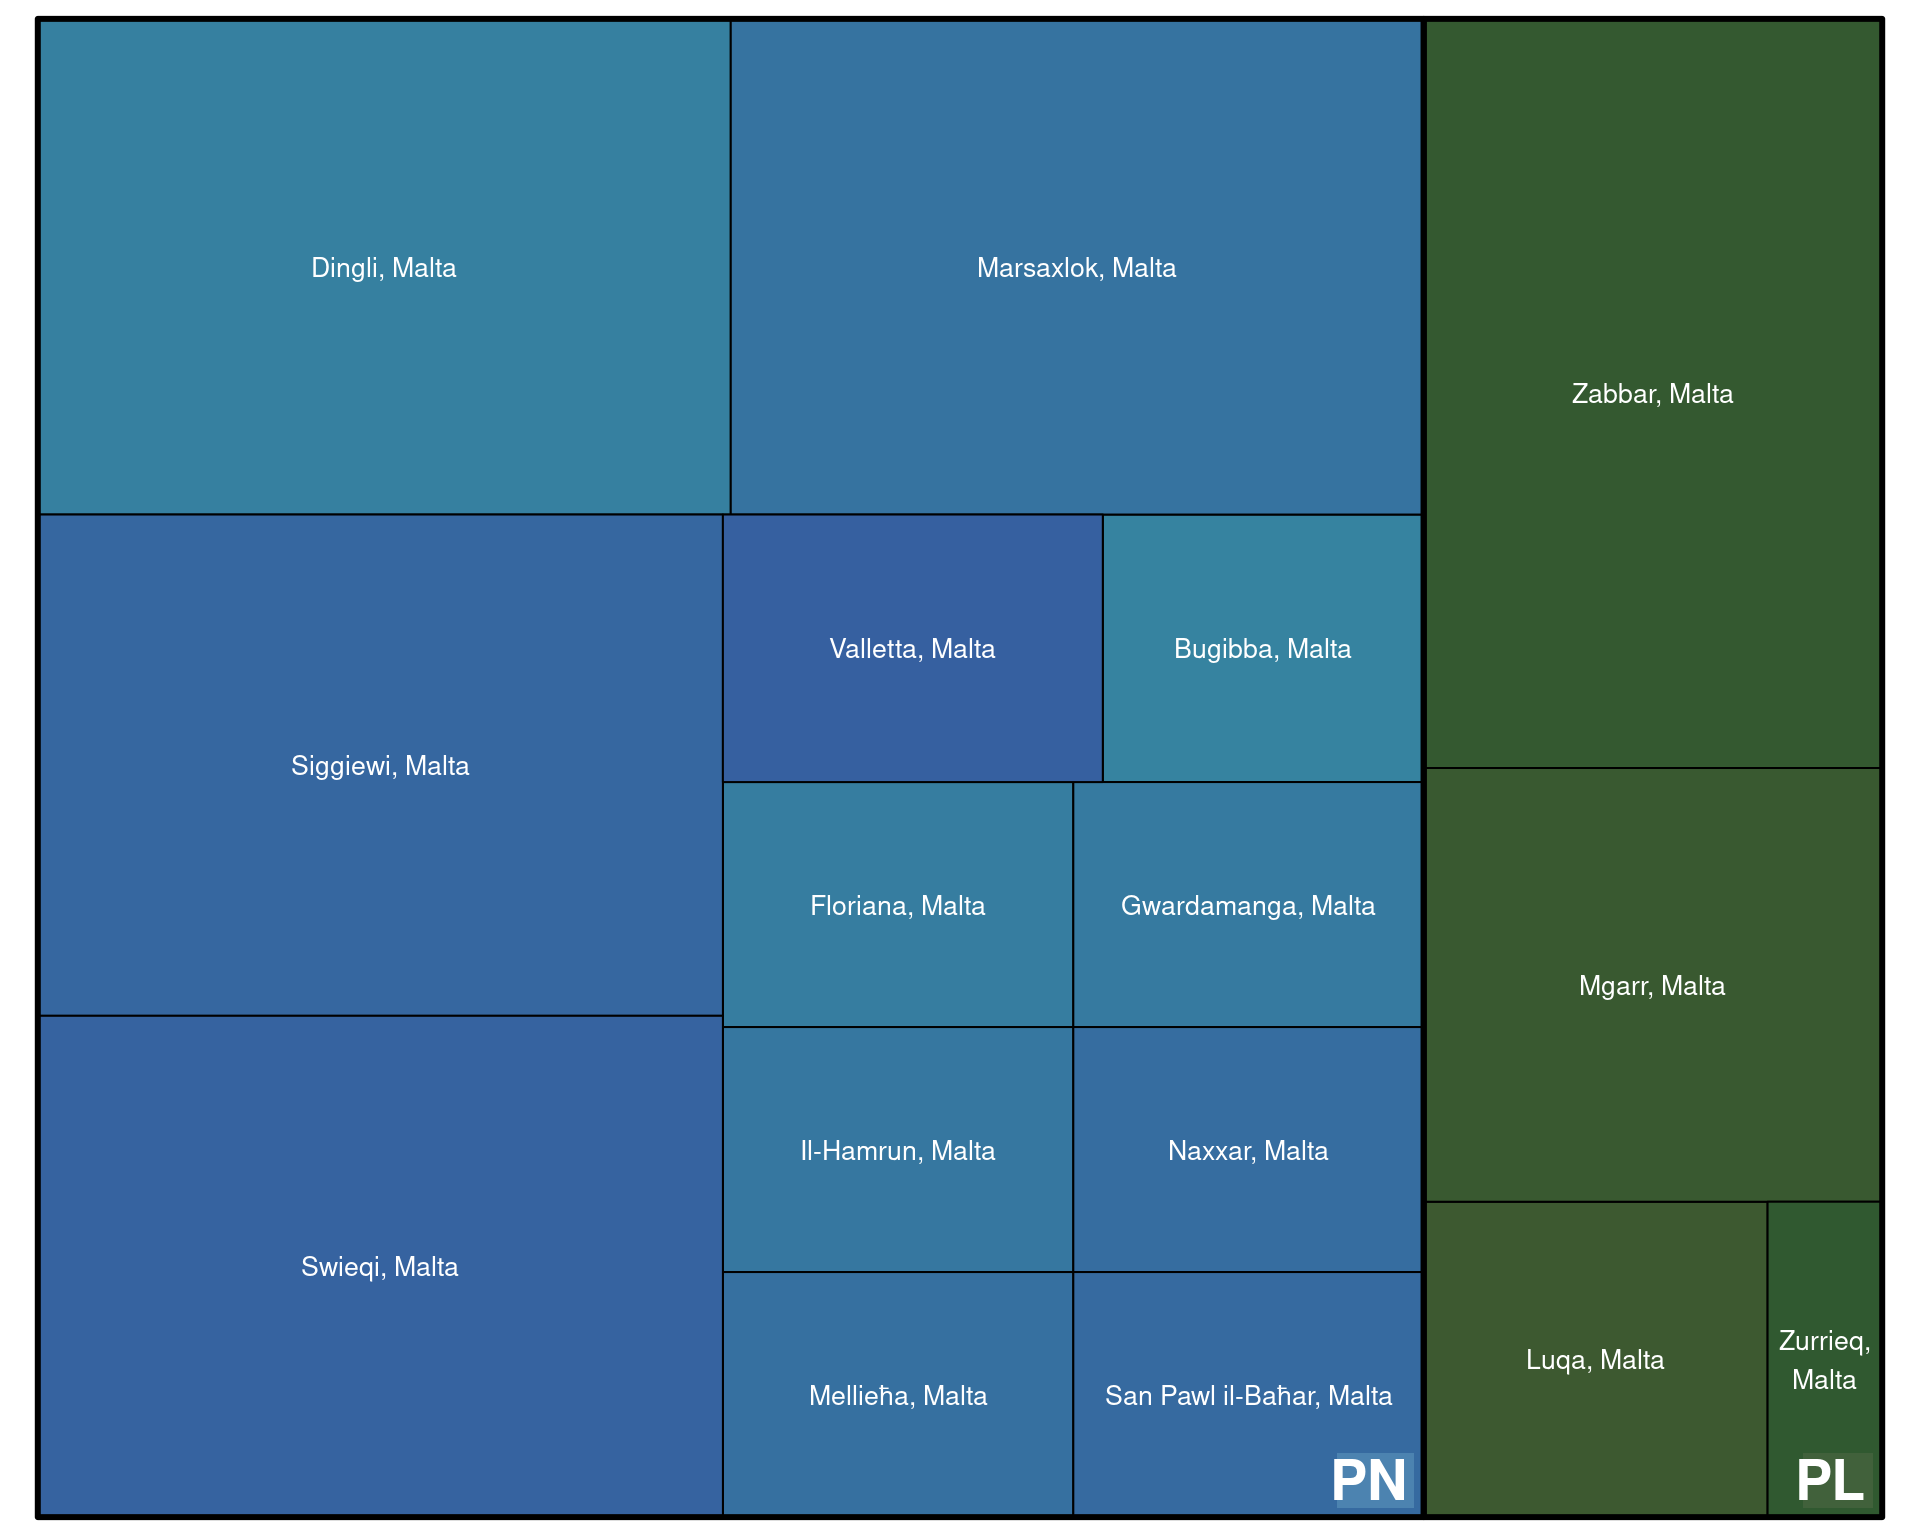 Dingli, Malta
Marsaxlok, Malta
Zabbar, Malta
Siggiewi, Malta
Valletta, Malta
Bugibba, Malta
Floriana, Malta
Gwardamanga, Malta
Mgarr, Malta
Il-Hamrun, Malta
Naxxar, Malta
Swieqi, Malta
Mellieħa, Malta
San Pawl il-Baħar, Malta
Luqa, Malta
Zurrieq,
Malta
PN
PL